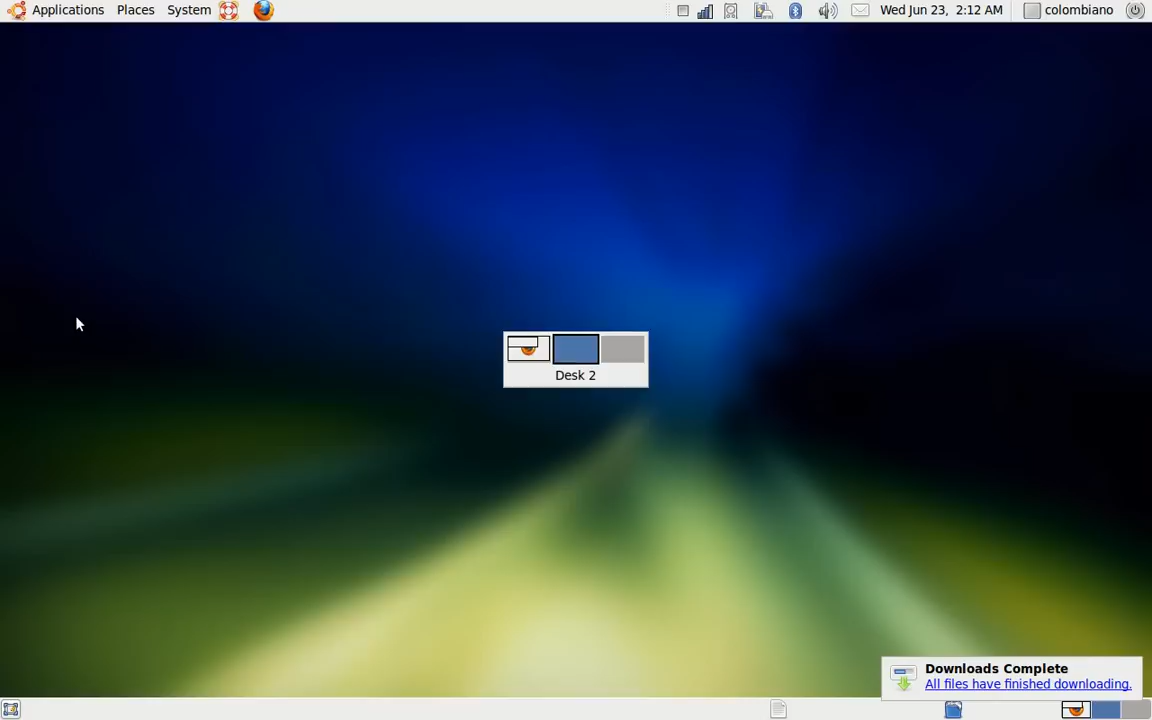 Applications Places System Wed Jun 23, 2:12 AM colombiano
Desk 2
Downloads Complete
All files have finished downloading.